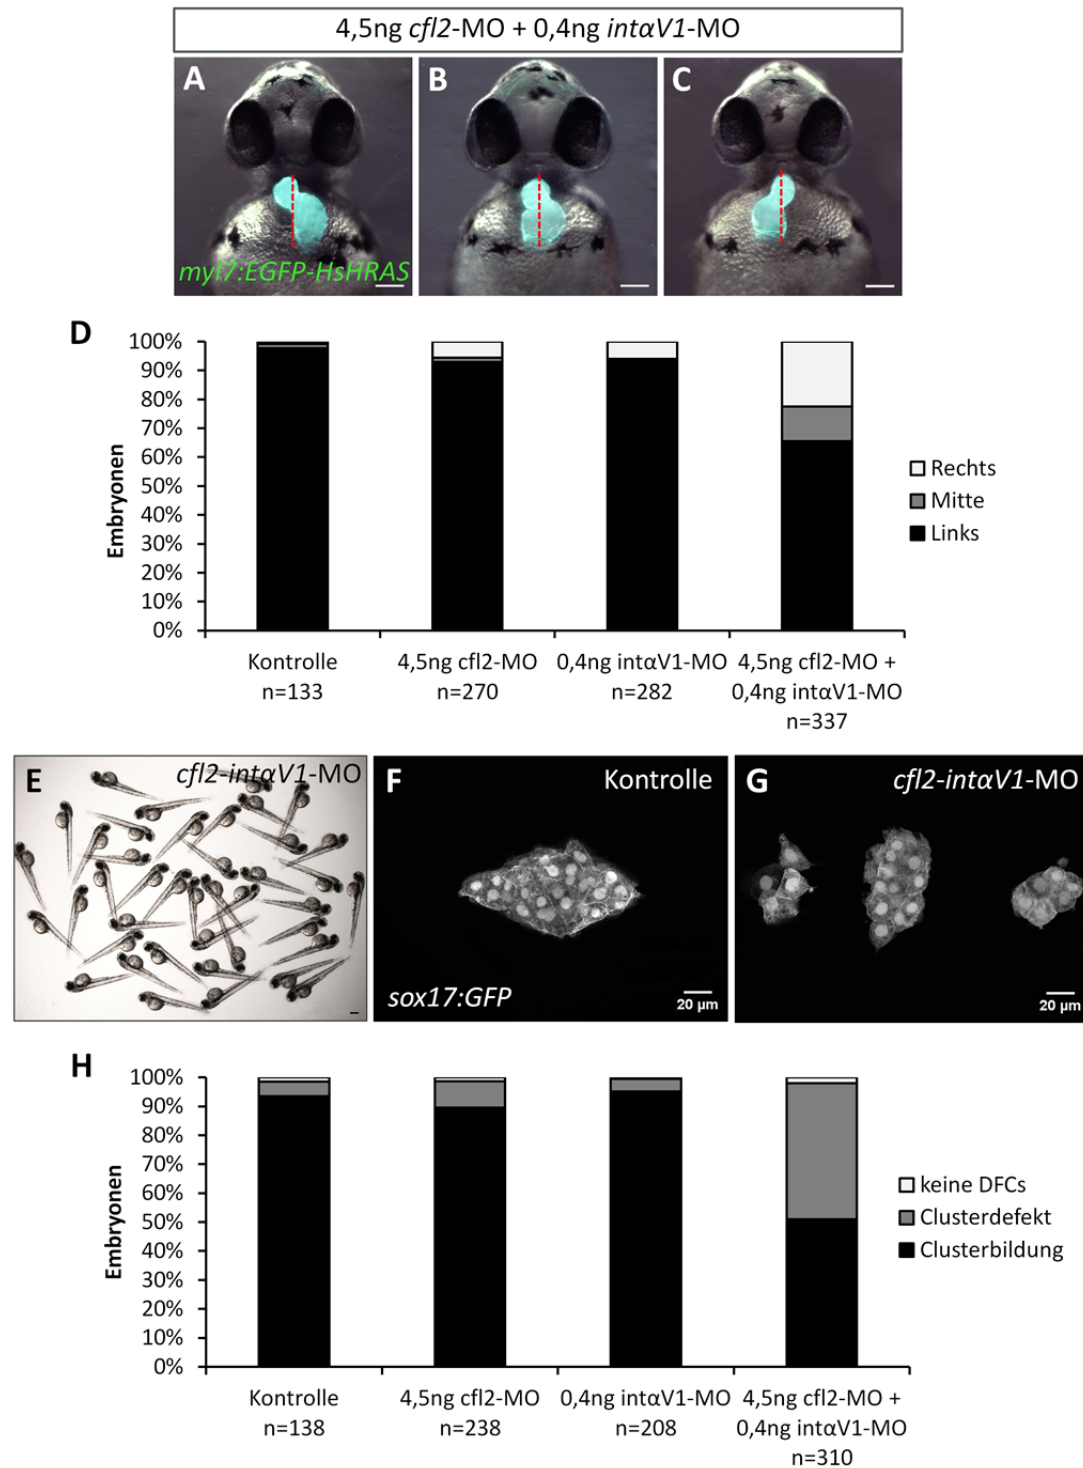 4,5ng cfl2-MO + 0,4ng intαV1-MO
A
B
C
myl7:EGFP-HsHRAS
D
100%
90%
80%
70%
60%
50%
40%
30%
20%
10%
0%
Embryonen
Rechts
Mitte
Links
Kontrolle
n=133
4,5ng cfl2-MO
n=270
0,4ng intαV1-MO
n=282
4,5ng cfl2-MO +
0,4ng intαV1-MO
n=337
E
cfl2-intαV1-MO
F
Kontrolle
sox17:GFP
20 µm
G
cfl2-intαV1-MO
20 µm
H
100%
90%
80%
70%
60%
50%
40%
30%
20%
10%
0%
Embryonen
keine DFCs
Clusterdefekt
Clusterbildung
Kontrolle
n=138
4,5ng cfl2-MO
n=238
0,4ng intαV1-MO
n=208
4,5ng cfl2-MO +
0,4ng intαV1-MO
n=310